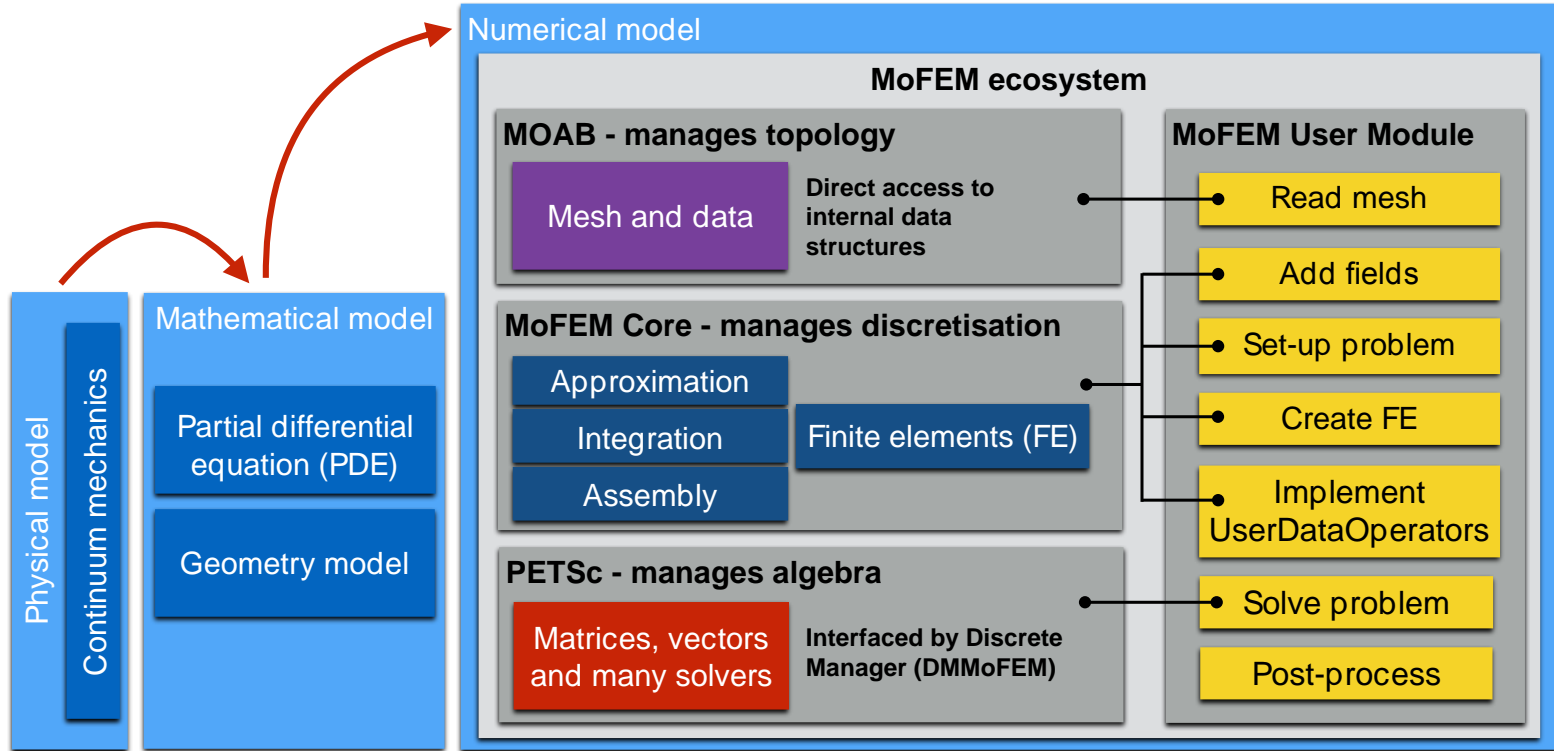 Physical model
Continuum mechanics
Mathematical model
Partial differential
equation (PDE)
Geometry model
Numerical model
MoFEM ecosystem
MOAB - manages topology
Mesh and data
Direct access to
internal data
structures
MoFEM Core - manages discretisation
Approximation
Integration
Assembly
Finite elements (FE)
PETSc - manages algebra
Matrices, vectors
and many solvers
Interfaced by Discrete
Manager (DMMoFEM)
MoFEM User Module
Read mesh
Add fields
Set-up problem
Create FE
Implement
UserDataOperators
Solve problem
Post-process